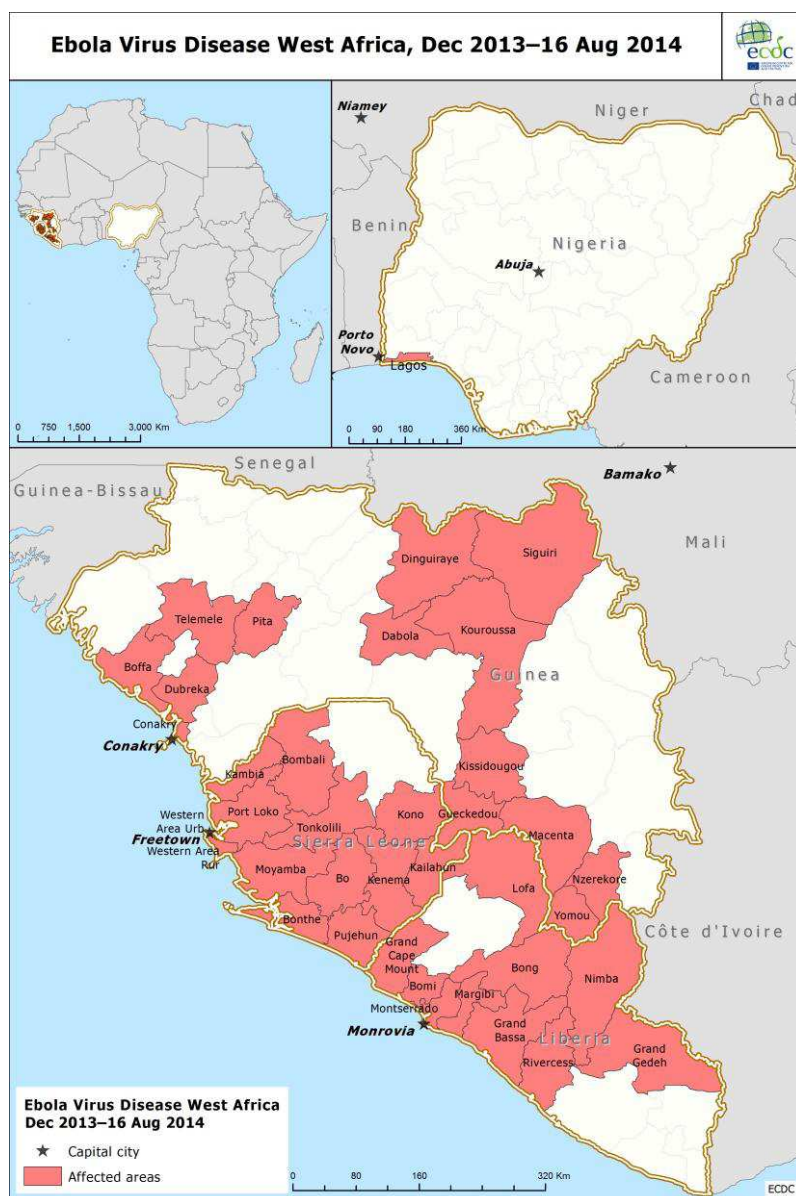 Ebola Virus Disease West Africa, Dec 2013–16 Aug 2014
ecdc
0 750 1,500 3,000 Km
Niamey
Niger
Chad
Benin
Nigeria
Abuja
Porto
Novo
Lagos
Cameroon
0 90 180 360 Km
Senegal
Guinea-Bissau
Bamako
Mali
Dinguiraye
Siguiri
Telemele
Pita
Dabola
Kouroussa
Boffa
Dubreka
Guinea
Conakry
Conakry
Kissidougou
Bombali
Kambia
Port Loko
Kono
Gueckedou
Western
Area Urb
Tonkolili
Macenta
Freetown
Sierra Leone
Western Area
Rur
Moyamba
Bo
Kenema
Kailahun
Lofa
Nzerekore
Yomou
Bonthe
Pujehun
Côte d'Ivoire
Grand
Cape
Mount
Bong
Nimba
Bomi
Margibi
Montserrado
Monrovia
Grand
Bassa
Liberia
Rivercess
Grand
Gedeh
Ebola Virus Disease West Africa
Dec 2013–16 Aug 2014
Capital city
Affected areas
0 80 160 320 Km
ECDC